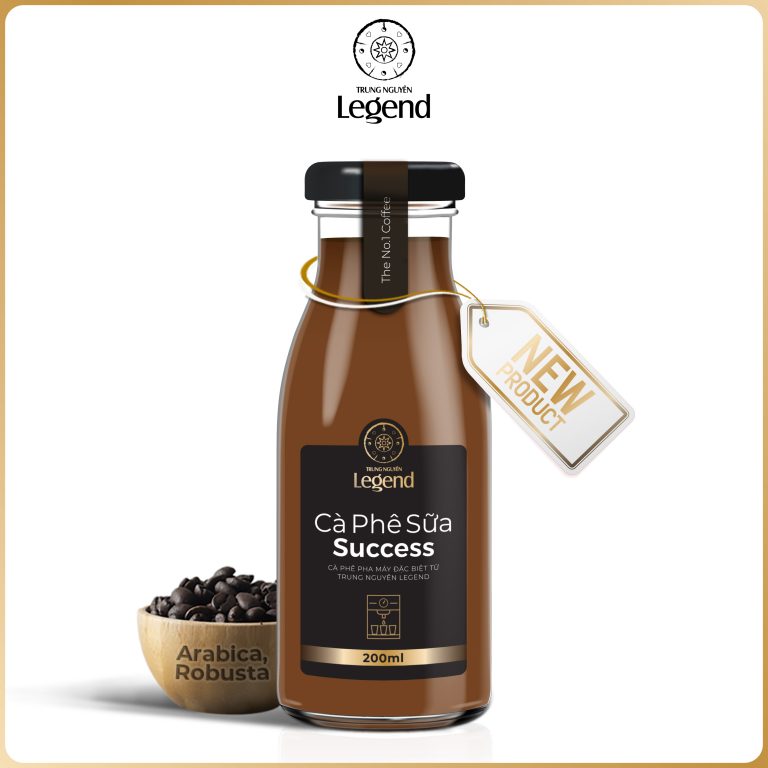 TRUNG NGUYÊN
Legend
The No.1 Coffee
NEW
PRODUCT
TRUNG NGUYÊN
Legend
Cà Phê Sữa
Success
CÀ PHÊ PHA MÁY ĐẶC BIỆT TỪ
TRUNG NGUYÊN LEGEND
200ml
Arabica,
Robusta